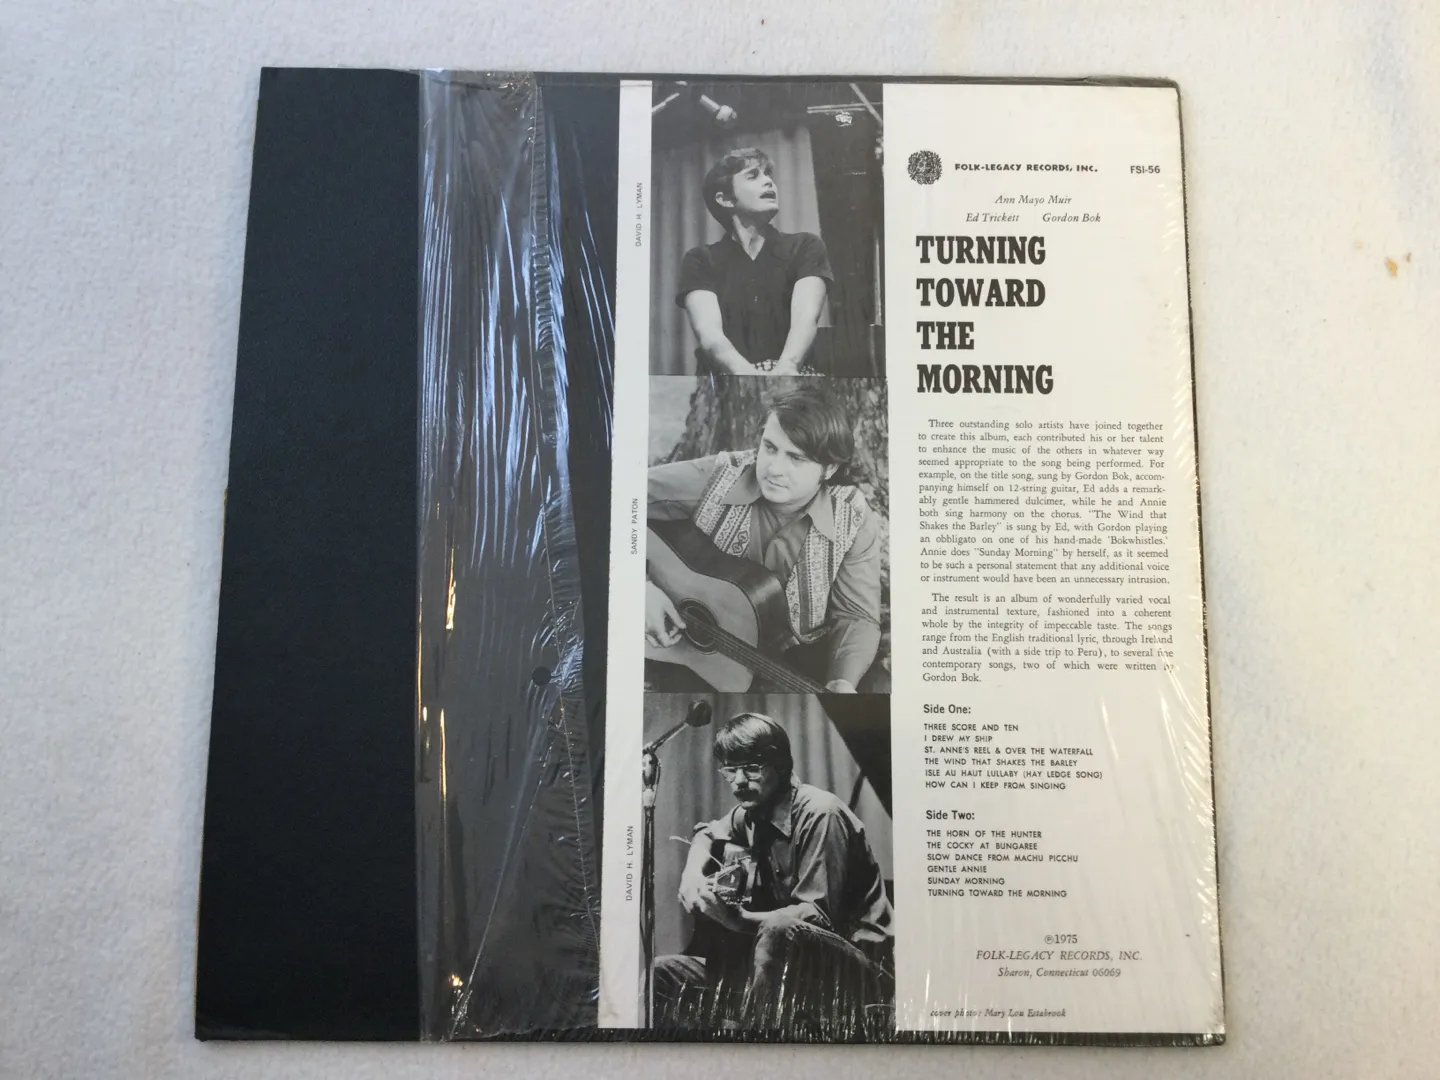 DAVID H. LYMAN
SANDY PATON
DAVID H. LYMAN
FOLK-LEGACY RECORDS, INC. FSI-56
Ann Mayo Muir
Ed Trickett Gordon Bok
TURNING
TOWARD
THE
MORNING
Three outstanding solo artists have joined together
to create this album, each contributed his or her talent
to enhance the music of the others in whatever way
seemed appropriate to the song being performed. For
example, on the title song, sung by Gordon Bok, accom-
panying himself on 12-string guitar, Ed adds a remark-
ably gentle hammered dulcimer, while he and Annie
both sing harmony on the chorus. "The Wind that
Shakes the Barley" is sung by Ed, with Gordon playing
an obbligato on one of his hand-made 'Bokwhistles.'
Annie does "Sunday Morning" by herself, as it seemed
to be such a personal statement that any additional voice
or instrument would have been an unnecessary intrusion.
The result is an album of wonderfully varied vocal
and instrumental texture, fashioned into a coherent
whole by the integrity of impeccable taste. The songs
range from the English traditional lyric, through Ireland
and Australia (with a side trip to Peru), to several fine
contemporary songs, two of which were written by
Gordon Bok.
Side One:
THREE SCORE AND TEN
I DREW MY SHIP
ST. ANNE'S REEL & OVER THE WATERFALL
THE WIND THAT SHAKES THE BARLEY
ISLE AU HAUT LULLABY (HAY LEDGE SONG)
HOW CAN I KEEP FROM SINGING
Side Two:
THE HORN OF THE HUNTER
THE COCKY AT BUNGAREE
SLOW DANCE FROM MACHU PICCHU
GENTLE ANNIE
SUNDAY MORNING
TURNING TOWARD THE MORNING
℗1975
FOLK-LEGACY RECORDS, INC.
Sharon, Connecticut 06069
cover photo: Mary Lou Estabrook